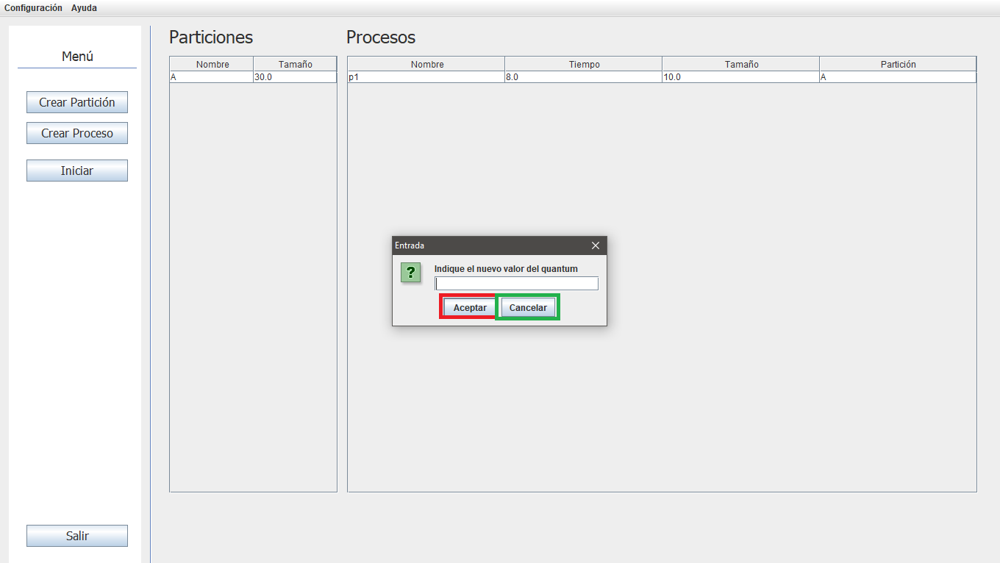 Configuración Ayuda
Menú
Crear Partición
Crear Proceso
Iniciar
Salir
Particiones
Nombre Tamaño
A 30.0
Procesos
Nombre Tiempo Tamaño Partición
p1 8.0 10.0 A
Entrada
?
Indique el nuevo valor del quantum
Aceptar Cancelar